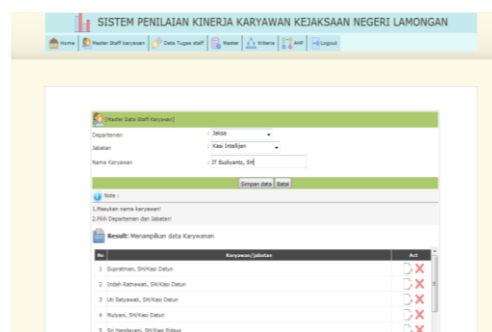 SISTEM PENILAIAN KINERJA KARYAWAN KEJAKSAAN NEGERI LAMONGAN
Home Master Staff karyawan Data Tugas staff Master Kriteria AHP Logout
[Master Data Staff Karyawan]
Departemen : Jaksa
Jabatan : Kasi Intelijen
Nama Karyawan : JT Budiyanto, SH
Simpan data Batal
Note :
1.Masukan nama karyawan!
2.Pilih Departemen dan Jabatan!
Result: Menampilkan data Karyawanan
No Karyawan/jabatan Act
1 Supratman, SH/Kasi Datun
2 Indah Ratnawati, SH/Kasi Datun
3 Uti Setyawati, SH/Kasi Datun
4 Mulyani, SH/Kasi Datun
5 Sri Handayani, SH/Kasi Pidsus